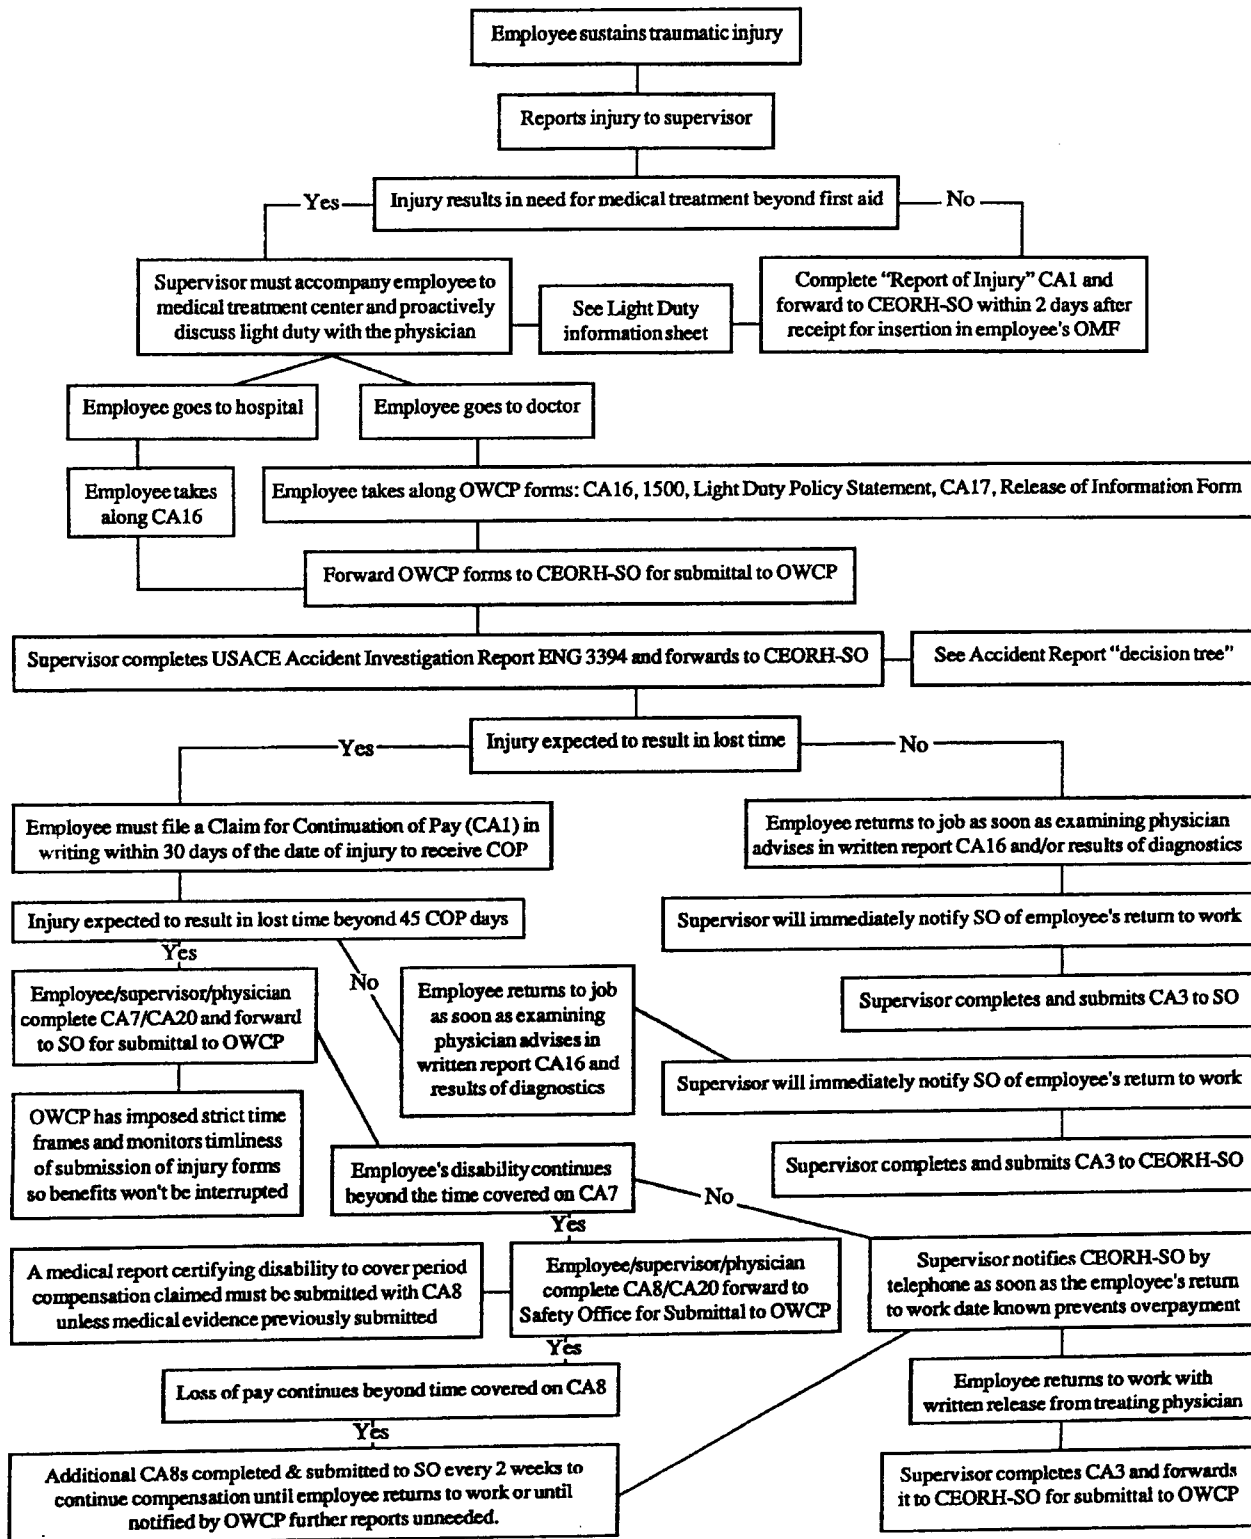 Employee sustains traumatic injury
Reports injury to supervisor
Yes
Injury results in need for medical treatment beyond first aid
No
Supervisor must accompany employee to
medical treatment center and proactively
discuss light duty with the physician
See Light Duty
information sheet
Complete “Report of Injury” CA1 and
forward to CEORH-SO within 2 days after
receipt for insertion in employee's OMF
Employee goes to hospital
Employee goes to doctor
Employee takes
along CA16
Employee takes along OWCP forms: CA16, 1500, Light Duty Policy Statement, CA17, Release of Information Form
Forward OWCP forms to CEORH-SO for submittal to OWCP
Supervisor completes USACE Accident Investigation Report ENG 3394 and forwards to CEORH-SO
See Accident Report “decision tree”
Yes
Injury expected to result in lost time
No
Employee must file a Claim for Continuation of Pay (CA1) in
writing within 30 days of the date of injury to receive COP
Employee returns to job as soon as examining physician
advises in written report CA16 and/or results of diagnostics
Injury expected to result in lost time beyond 45 COP days
Supervisor will immediately notify SO of employee's return to work
Yes
No
Employee/supervisor/physician
complete CA7/CA20 and forward
to SO for submittal to OWCP
Employee returns to job
as soon as examining
physician advises in
written report CA16 and
results of diagnostics
Supervisor completes and submits CA3 to SO
Supervisor will immediately notify SO of employee's return to work
OWCP has imposed strict time
frames and monitors timliness
of submission of injury forms
so benefits won't be interrupted
Employee's disability continues
beyond the time covered on CA7
Supervisor completes and submits CA3 to CEORH-SO
No
Yes
A medical report certifying disability to cover period
compensation claimed must be submitted with CA8
unless medical evidence previously submitted
Employee/supervisor/physician
complete CA8/CA20 forward to
Safety Office for Submittal to OWCP
Supervisor notifies CEORH-SO by
telephone as soon as the employee's return
to work date known prevents overpayment
Yes
Loss of pay continues beyond time covered on CA8
Employee returns to work with
written release from treating physician
Yes
Additional CA8s completed & submitted to SO every 2 weeks to
continue compensation until employee returns to work or until
notified by OWCP further reports unneeded.
Supervisor completes CA3 and forwards
it to CEORH-SO for submittal to OWCP